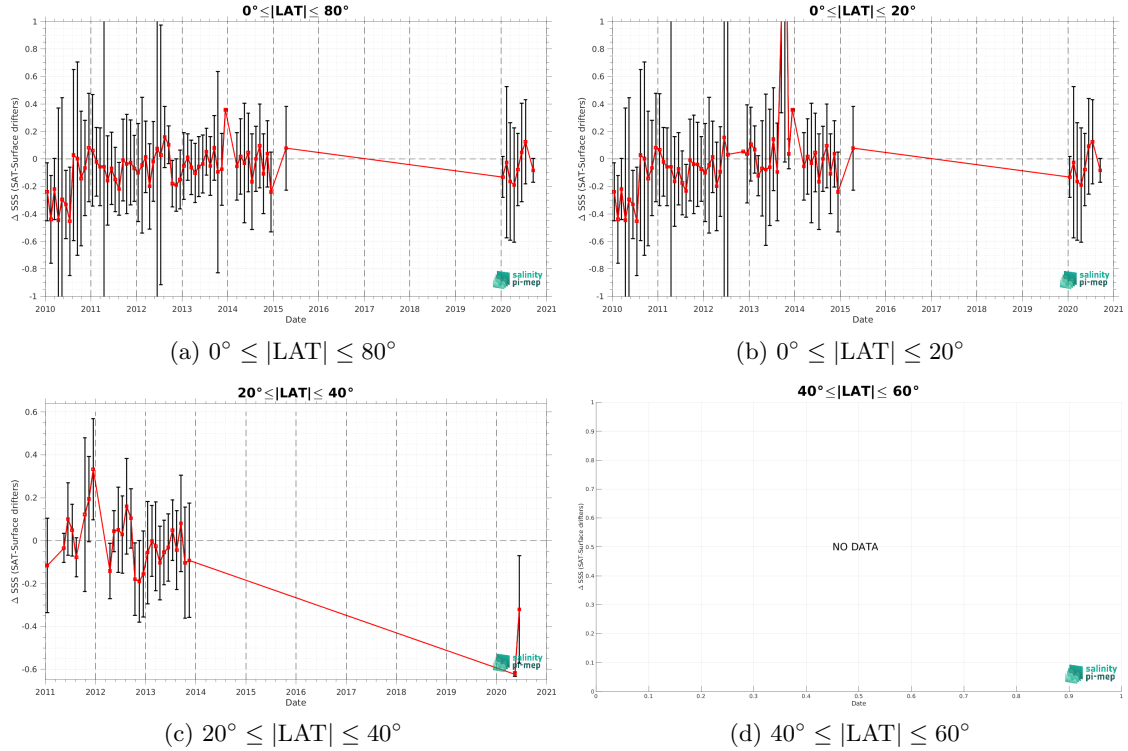 0°≤|LAT|≤ 80°
1
0.8
0.6
0.4
0.2
0
-0.2
-0.4
-0.6
-0.8
-1
Δ SSS (SAT-Surface drifters)
2010 2011 2012 2013 2014 2015 2016 2017 2018 2019 2020 2021
Date
salinity
pi-mep
(a) 0° ≤ |LAT| ≤ 80°
0°≤|LAT|≤ 20°
1
0.8
0.6
0.4
0.2
0
-0.2
-0.4
-0.6
-0.8
-1
Δ SSS (SAT-Surface drifters)
2010 2011 2012 2013 2014 2015 2016 2017 2018 2019 2020 2021
Date
salinity
pi-mep
(b) 0° ≤ |LAT| ≤ 20°
20°≤|LAT|≤ 40°
0.6
0.4
0.2
0
-0.2
-0.4
-0.6
Δ SSS (SAT-Surface drifters)
2011 2012 2013 2014 2015 2016 2017 2018 2019 2020 2021
Date
salinity
pi-mep
(c) 20° ≤ |LAT| ≤ 40°
40°≤|LAT|≤ 60°
1
0.9
0.8
0.7
0.6
0.5
0.4
0.3
0.2
0.1
0
Δ SSS (SAT-Surface drifters)
NO DATA
0 0.1 0.2 0.3 0.4 0.5 0.6 0.7 0.8 0.9 1
Date
salinity
pi-mep
(d) 40° ≤ |LAT| ≤ 60°